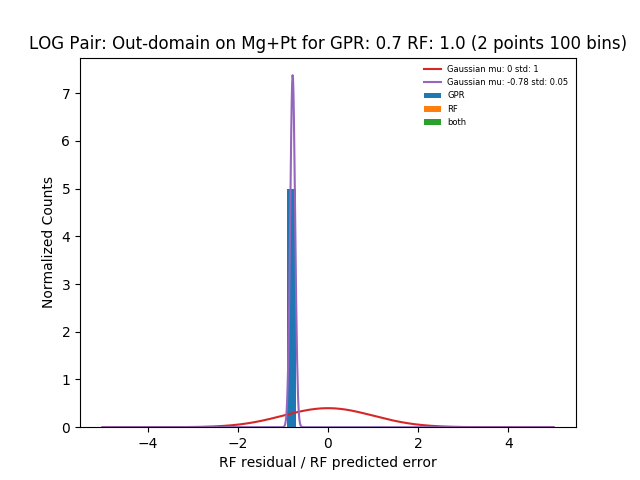 LOG Pair: Out-domain on Mg+Pt for GPR: 0.7 RF: 1.0 (2 points 100 bins)
Gaussian mu: 0 std: 1
Gaussian mu: -0.78 std: 0.05
GPR
RF
both
Normalized Counts
7
6
5
4
3
2
1
0
−4 −2 0 2 4
RF residual / RF predicted error